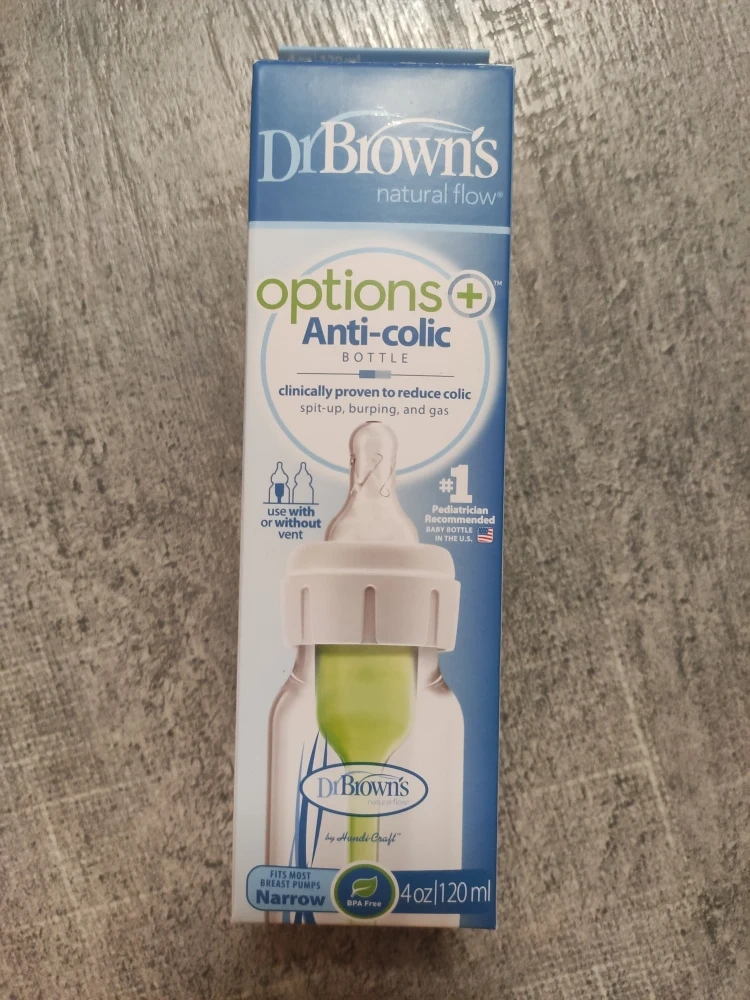 DrBrown's
natural flow®
options+™
Anti-colic
BOTTLE
clinically proven to reduce colic
spit-up, burping, and gas
use with
or without
vent
#1
Pediatrician
Recommended
BABY BOTTLE
IN THE U.S.
DrBrown's
natural flow
by Handi-Craft™
FITS MOST
BREAST PUMPS
Narrow
BPA Free
4 oz|120 ml